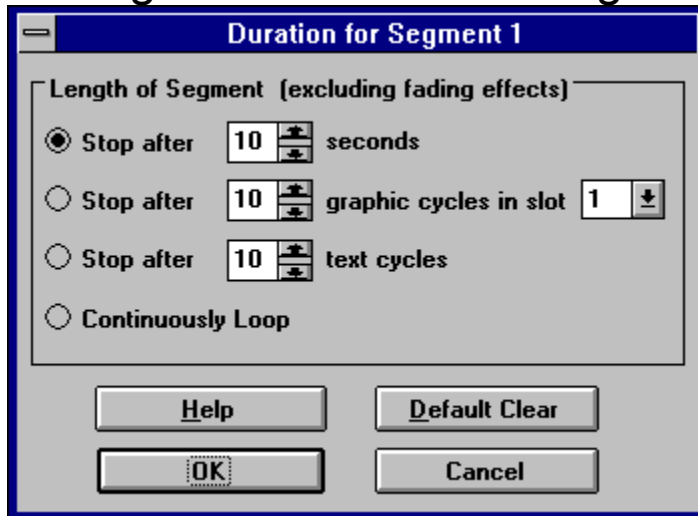 Duration for Segment 1
Length of Segment (excluding fading effects)
Stop after 10 seconds
Stop after 10 graphic cycles in slot 1
Stop after 10 text cycles
Continuously Loop
Help Default Clear
OK Cancel